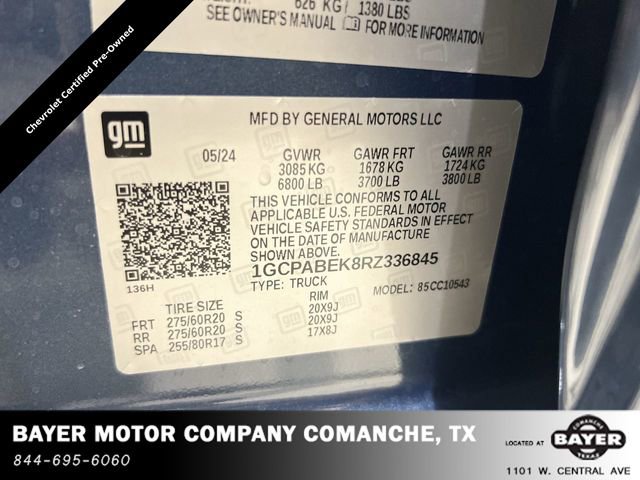 626 KG/ 1380 LBS
SEE OWNER'S MANUAL FOR MORE INFORMATION
Chevrolet Certified Pre-Owned
gm
MFD BY GENERAL MOTORS LLC
05/24 GVWR GAWR FRT GAWR RR
3085 KG 1678 KG 1724 KG
6800 LB 3700 LB 3800 LB
THIS VEHICLE CONFORMS TO ALL
APPLICABLE U.S. FEDERAL MOTOR
VEHICLE SAFETY STANDARDS IN EFFECT
ON THE DATE OF MANUFACTURE
SHOWN ABOVE.
1GCPABEK8RZ336845
TYPE: TRUCK MODEL: 85CC10543
136H
TIRE SIZE RIM
FRT 275/60R20 S 20X9J
RR 275/60R20 S 20X9J
SPA 255/80R17 S 17X8J
BAYER MOTOR COMPANY COMANCHE, TX
844-695-6060
LOCATED AT
COMANCHE
BAYER
TEXAS
1101 W. CENTRAL AVE